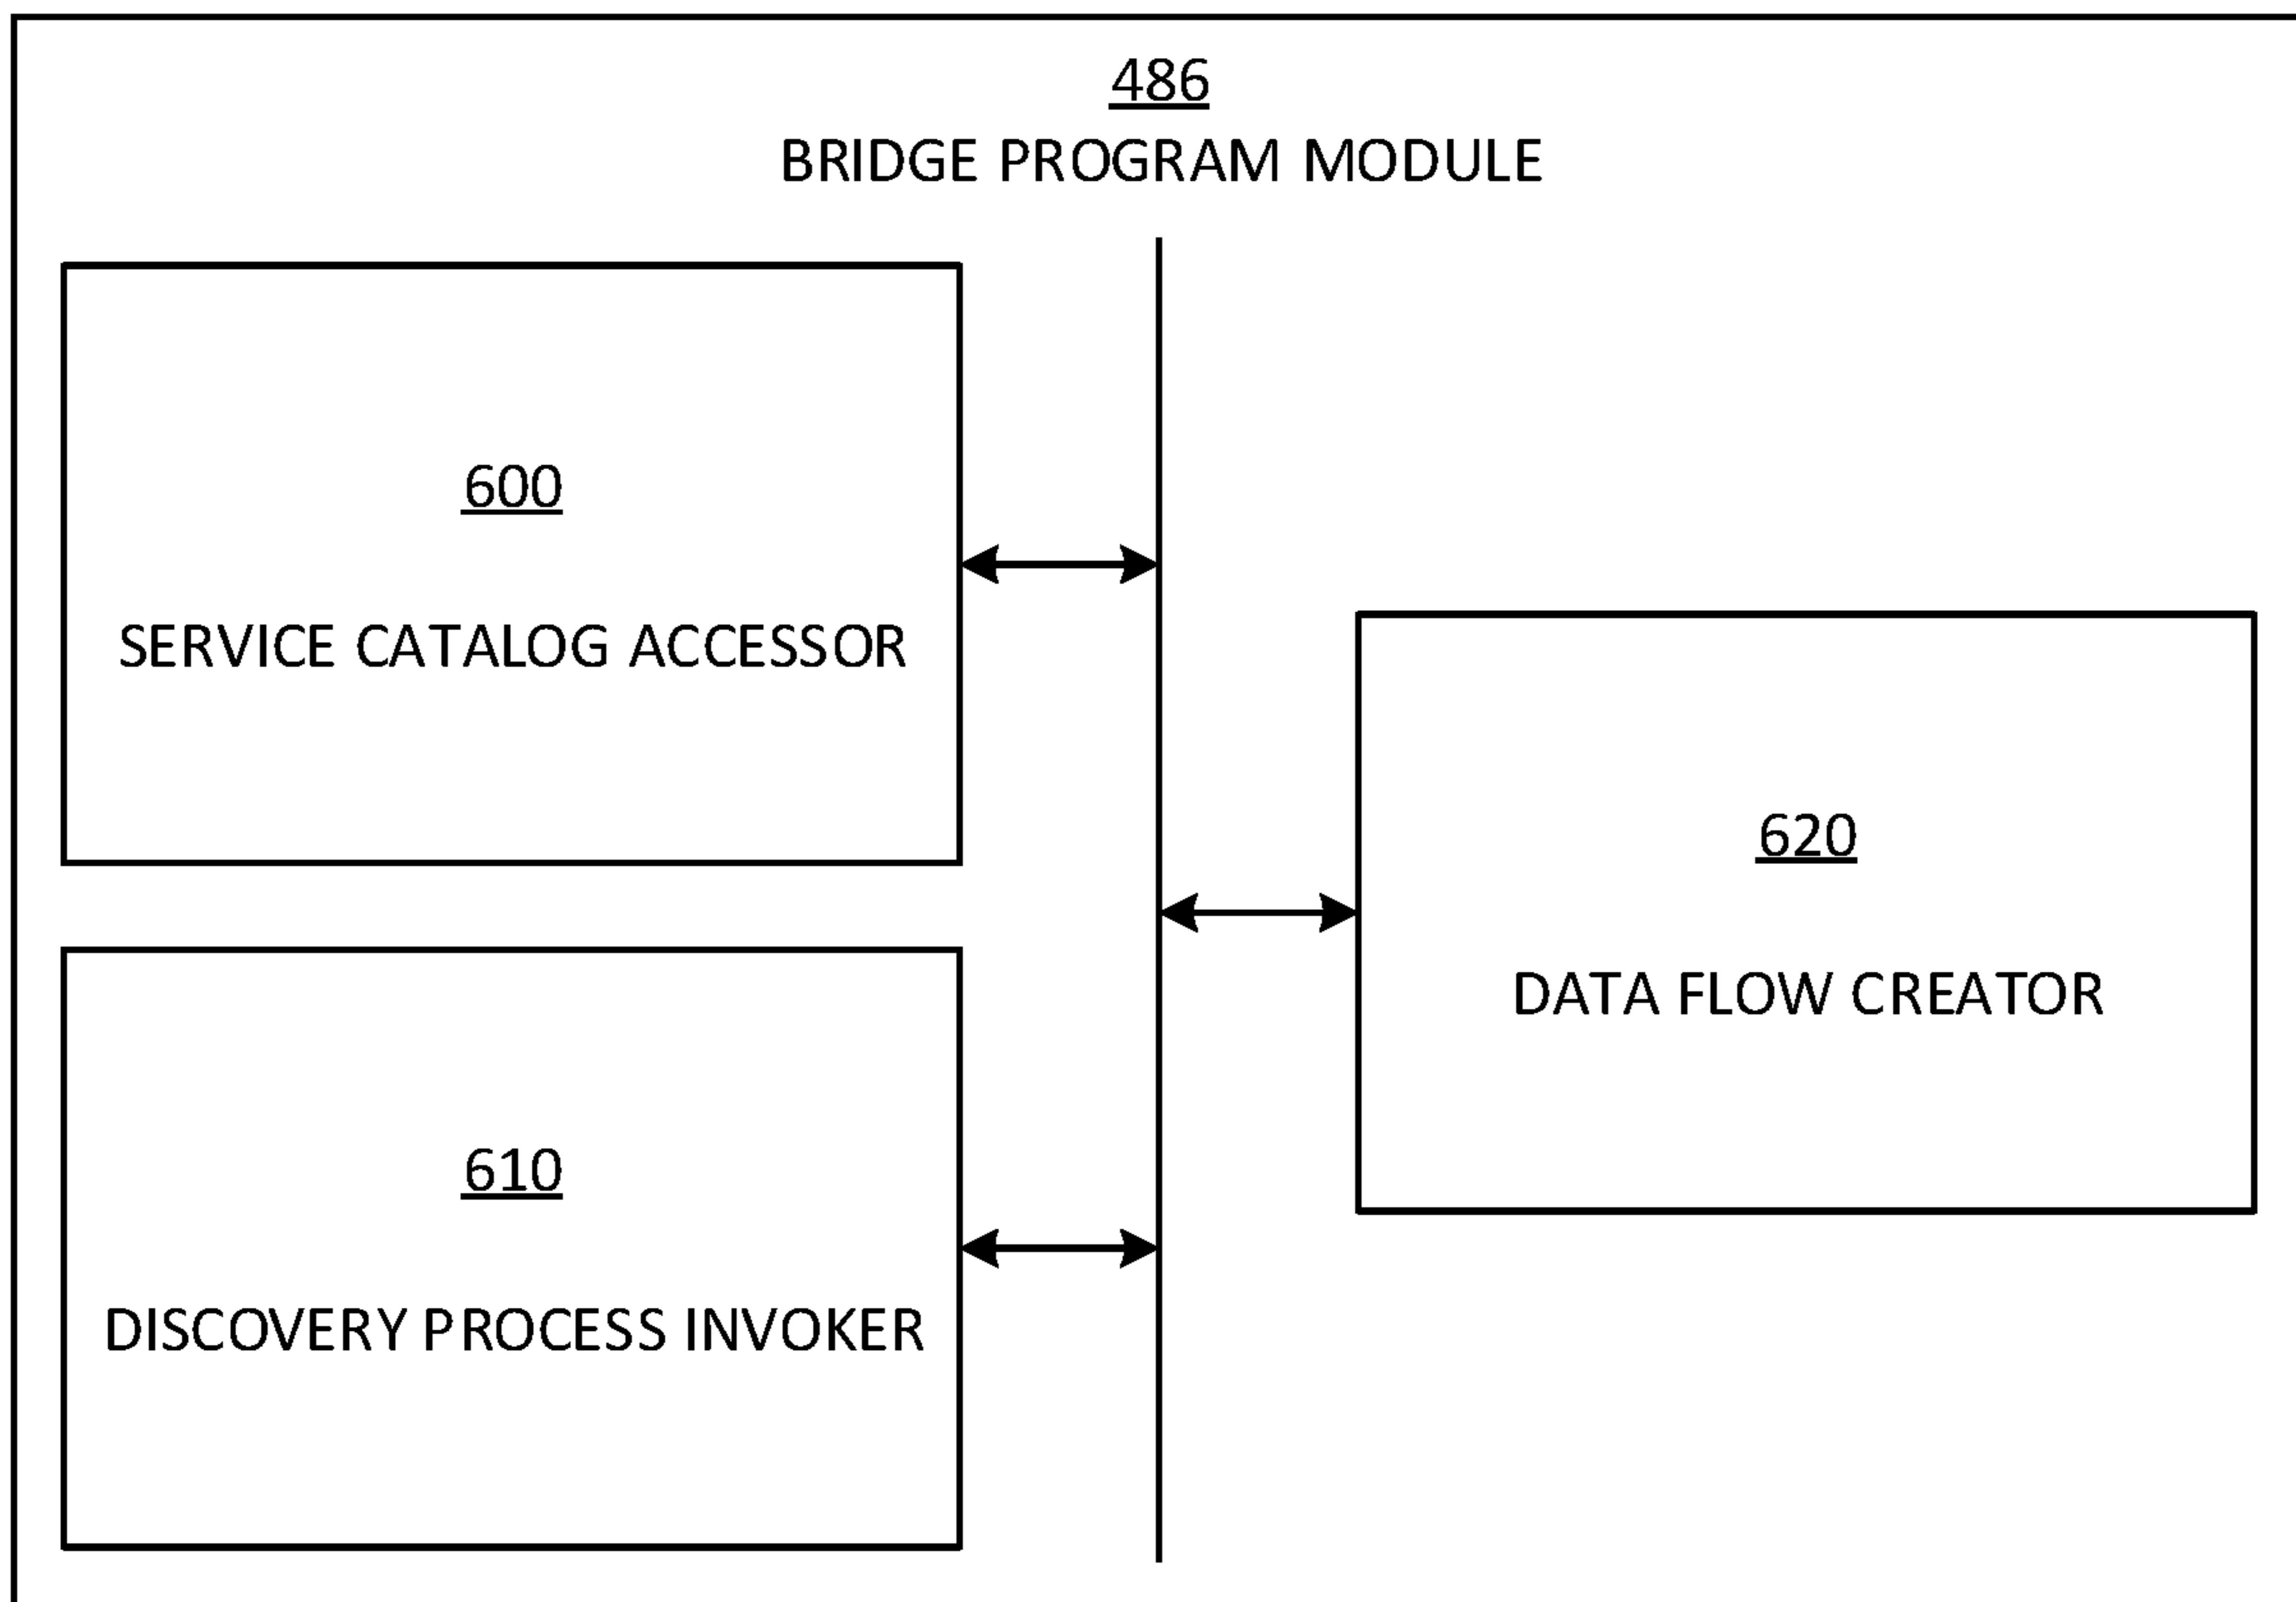 486
BRIDGE PROGRAM MODULE
600
SERVICE CATALOG ACCESSOR
620
DATA FLOW CREATOR
610
DISCOVERY PROCESS INVOKER